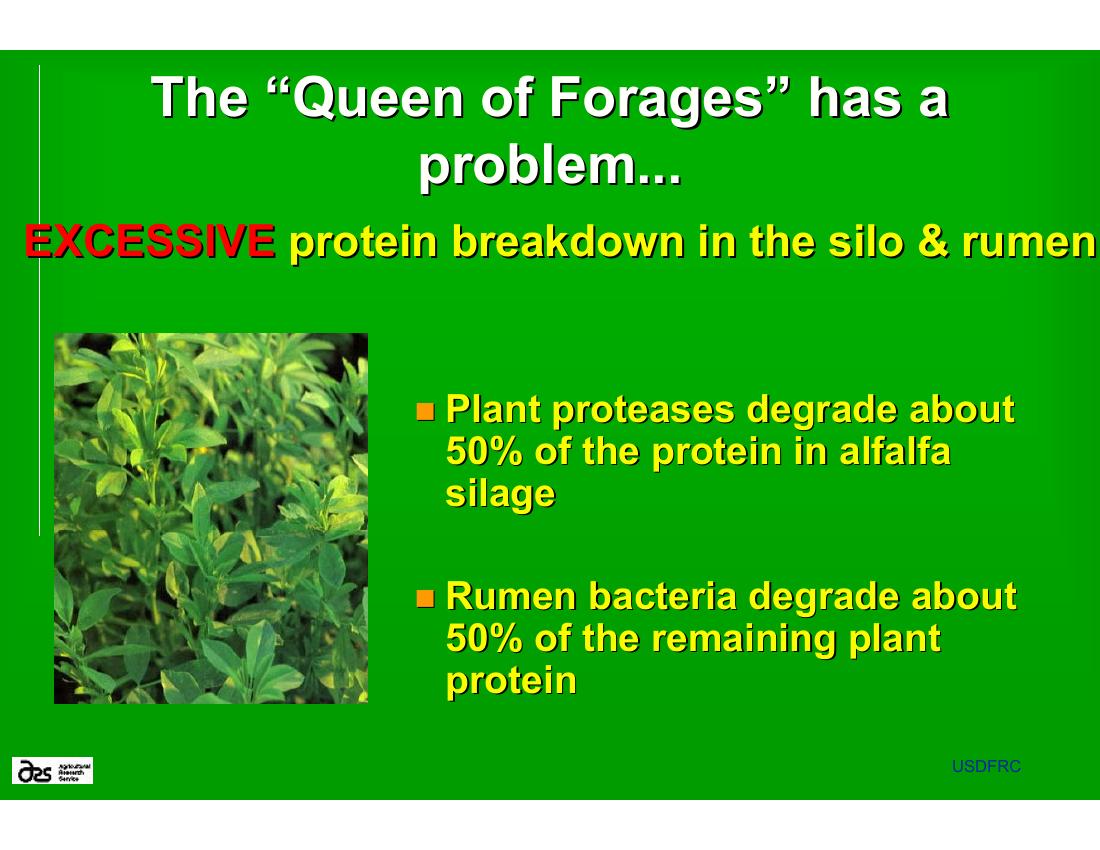 The “Queen of Forages” has a
problem...
EXCESSIVE protein breakdown in the silo & rumen
Plant proteases degrade about
50% of the protein in alfalfa
silage
Rumen bacteria degrade about
50% of the remaining plant
protein
ars
Agricultural
Research
Service
USDFRC